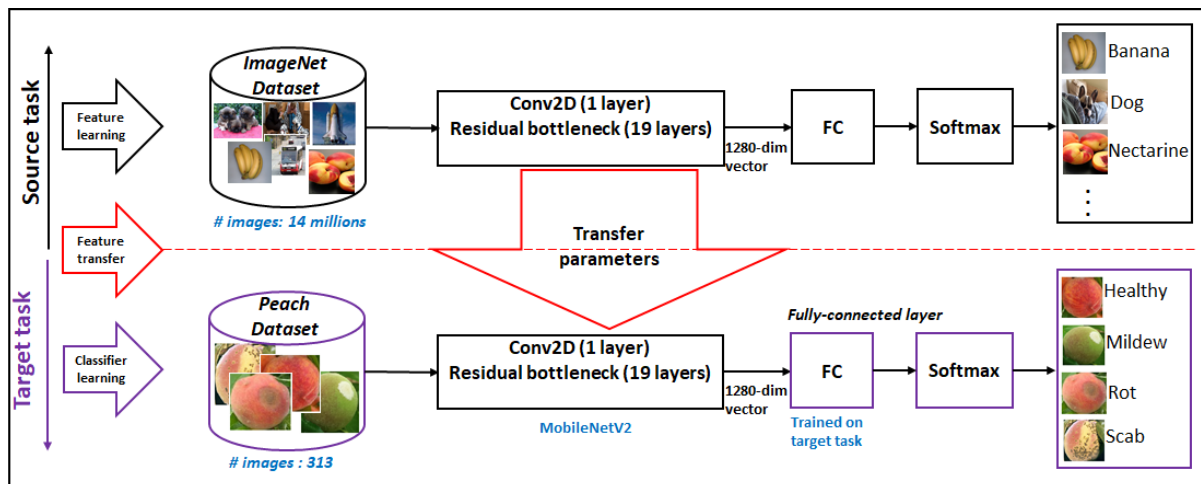 Source task
Feature
learning
ImageNet
Dataset
# images: 14 millions
Conv2D (1 layer)
Residual bottleneck (19 layers)
1280-dim
vector
FC
Softmax
Banana
Dog
Nectarine
⋮
Feature
transfer
Transfer
parameters
Target task
Classifier
learning
Peach
Dataset
# images : 313
Conv2D (1 layer)
Residual bottleneck (19 layers)
MobileNetV2
1280-dim
vector
Fully-connected layer
FC
Trained on
target task
Softmax
Healthy
Mildew
Rot
Scab